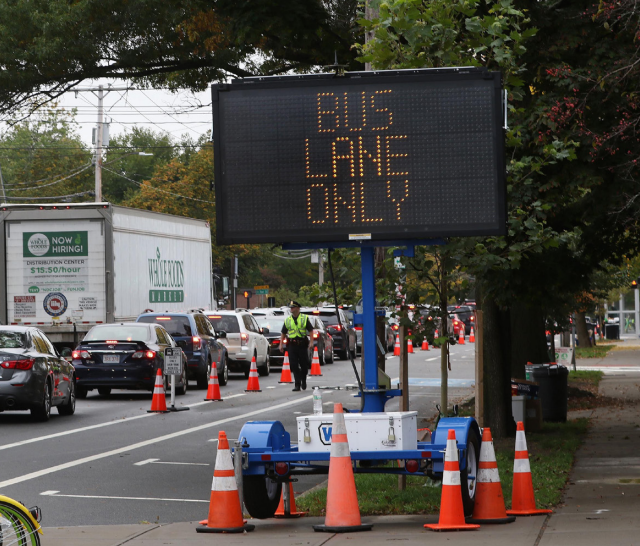 BUS
LANE
ONLY
NOW
HIRING!
DISTRIBUTION CENTER
$15.50/hour
WHOLE FOODS
MARKET
W